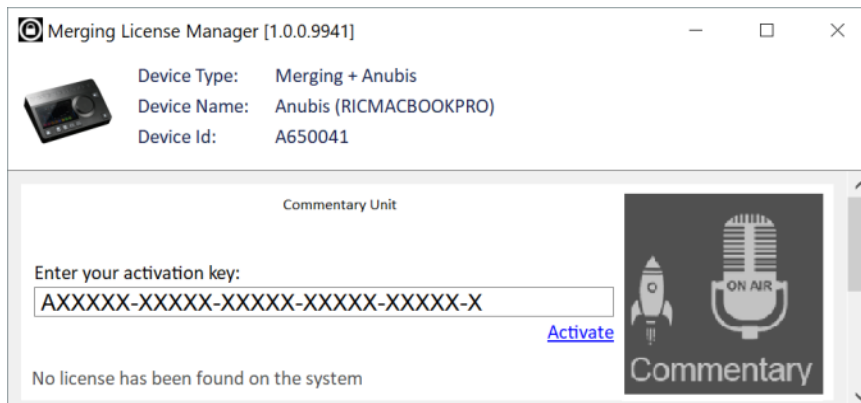 Merging License Manager [1.0.0.9941]
Device Type: Merging + Anubis
Device Name: Anubis (RICMACBOOKPRO)
Device Id: A650041
Commentary Unit
Enter your activation key:
AXXXXX-XXXXX-XXXXX-XXXXX-XXXXX-X
Activate
No license has been found on the system
ON AIR
Commentary